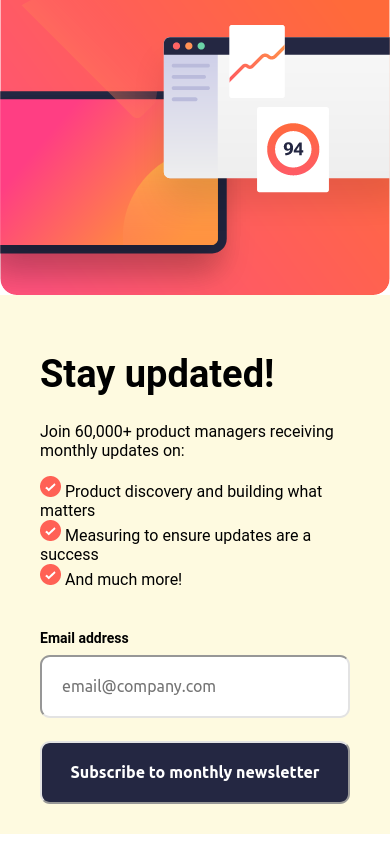 94
Stay updated!
Join 60,000+ product managers receiving
monthly updates on:
Product discovery and building what
matters
Measuring to ensure updates are a
success
And much more!
Email address
email@company.com
Subscribe to monthly newsletter